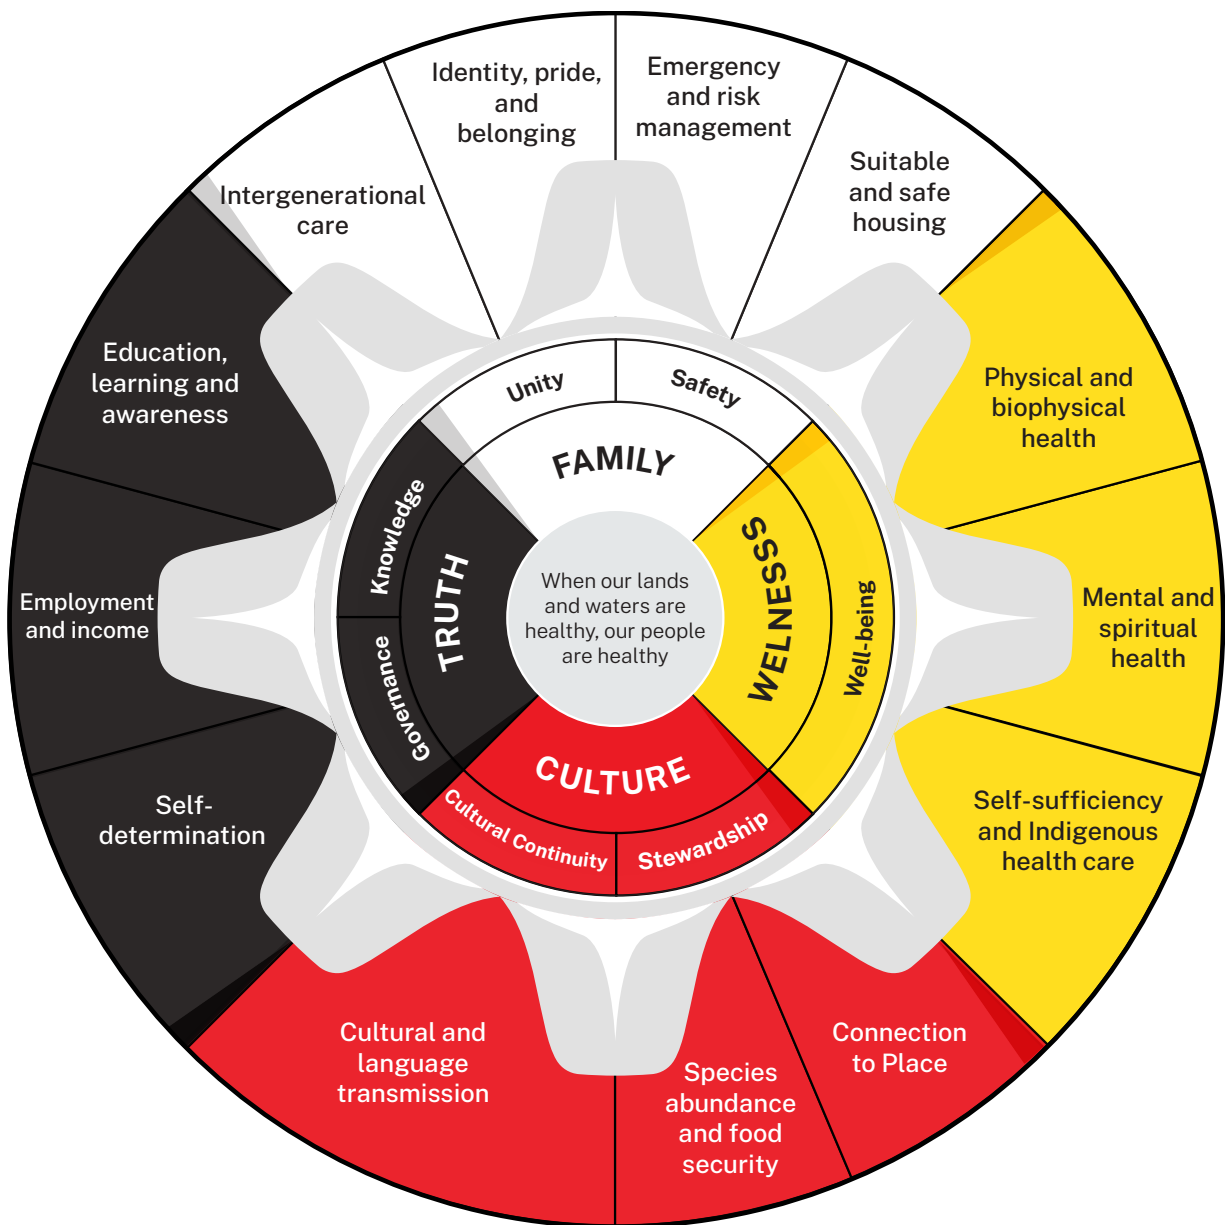 Identity, pride,
and
belonging
Emergency
and risk
management
Suitable
and safe
housing
Intergenerational
care
Education,
learning and
awareness
Physical and
biophysical
health
Unity
Safety
FAMILY
Knowledge
TRUTH
Governance
When our lands
and waters are
healthy, our people
are healthy
WELNESSS
Well-being
Employment
and income
Mental and
spiritual
health
Self-
determination
CULTURE
Cultural Continuity
Stewardship
Self-sufficiency
and Indigenous
health care
Cultural and
language
transmission
Species
abundance
and food
security
Connection
to Place